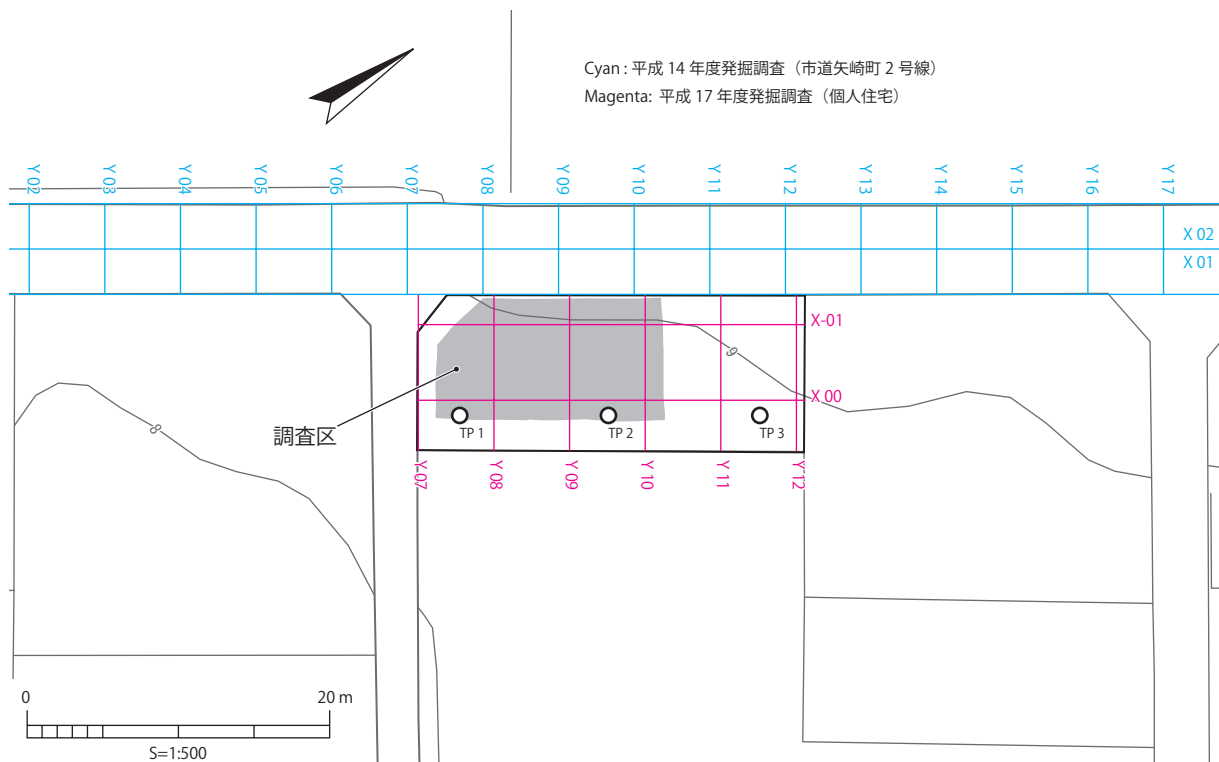 Cyan : 平成 14 年度発掘調査（市道矢崎町 2 号線）
Magenta: 平成 17 年度発掘調査（個人住宅）
Y 02 Y 03 Y 04 Y 05 Y 06 Y 07 Y 08 Y 09 Y 10 Y 11 Y 12 Y 13 Y 14 Y 15 Y 16 Y 17
X 02
X 01
X-01
9
X 00
TP 1 TP 2 TP 3
8
調査区
Y 07 Y 08 Y 09 Y 10 Y 11 Y 12
0 20 m
S=1:500